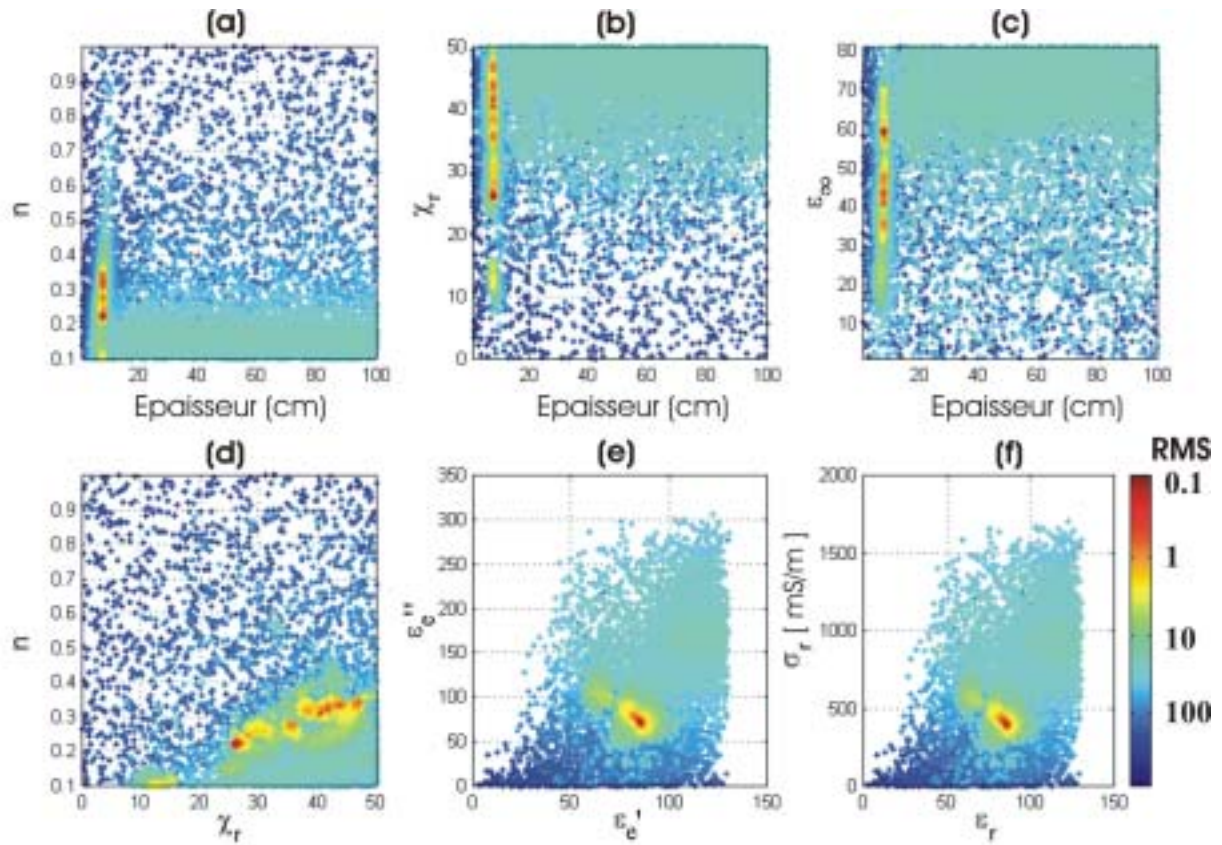 (a) (b) (c)
n
0.9
0.8
0.7
0.6
0.5
0.4
0.3
0.2
0.1
20 40 60 80 100
Epaisseur (cm)
χr
50
40
30
20
10
0
20 40 60 80 100
Epaisseur (cm)
ε∞
80
70
60
50
40
30
20
10
20 40 60 80 100
Epaisseur (cm)
(d) (e) (f) RMS
n
0.9
0.8
0.7
0.6
0.5
0.4
0.3
0.2
0.1
0 10 20 30 40 50
χr
εe''
350
300
250
200
150
100
50
0
0 50 100 150
εe'
σr [ mS/m ]
2000
1500
1000
500
0
0 50 100 150
εr
0.1
1
10
100